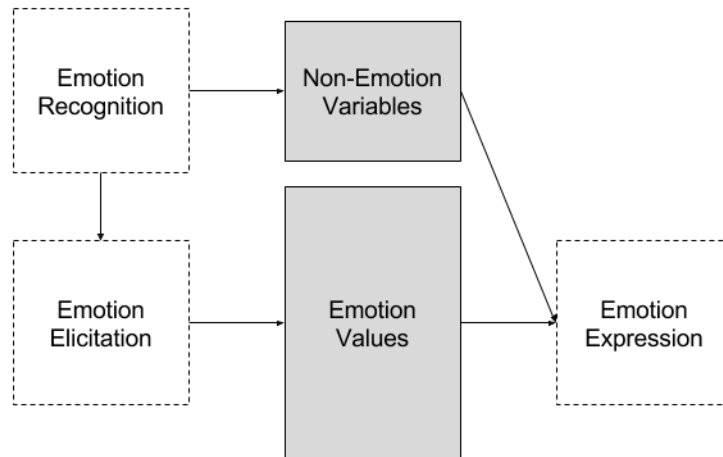 Emotion
Recognition
Non-Emotion
Variables
Emotion
Elicitation
Emotion
Values
Emotion
Expression